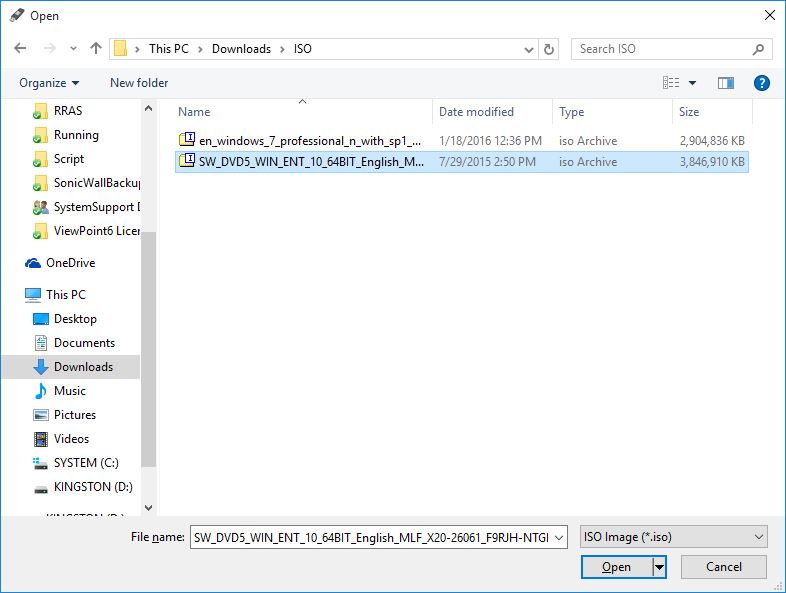 Open
This PC > Downloads > ISO
Search ISO
Organize
New folder
?
Name
Date modified
Type
Size
RRAS
Running
Script
SonicWallBackup
SystemSupport
ViewPoint6 Licen
OneDrive
This PC
Desktop
Documents
Downloads
Music
Pictures
Videos
SYSTEM (C:)
KINGSTON (D:)
en_windows_7_professional_n_with_sp1_... 1/18/2016 12:36 PM iso Archive 2,904,836 KB
SW_DVD5_WIN_ENT_10_64BIT_English_M... 7/29/2015 2:50 PM iso Archive 3,846,910 KB
File name:
SW_DVD5_WIN_ENT_10_64BIT_English_MLF_X20-26061_F9RJH-NTGI
ISO Image (*.iso)
Open
Cancel